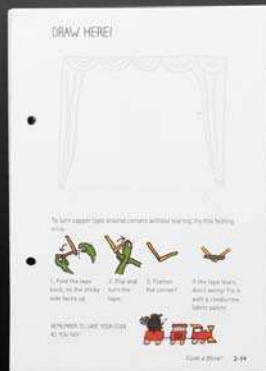 DRAW HERE!
To turn copper tape around corners without tearing, try this folding
trick:
1. Fold the tape
back, so the sticky
side faces up.
2. Flip and
turn the
tape.
3. Flatten
the corner!
If the tape tears,
don't worry! Fix it
with a conductive
fabric patch!
REMEMBER TO SAVE YOUR CODE
AS YOU GO!
2-19